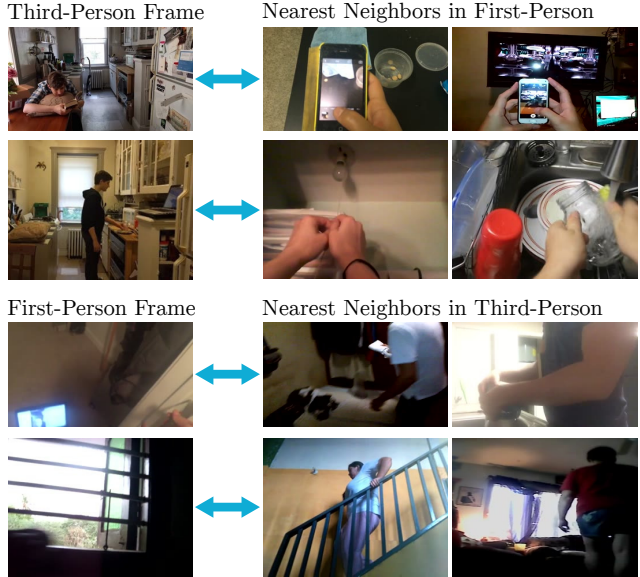 Third-Person Frame
Nearest Neighbors in First-Person
First-Person Frame
Nearest Neighbors in Third-Person